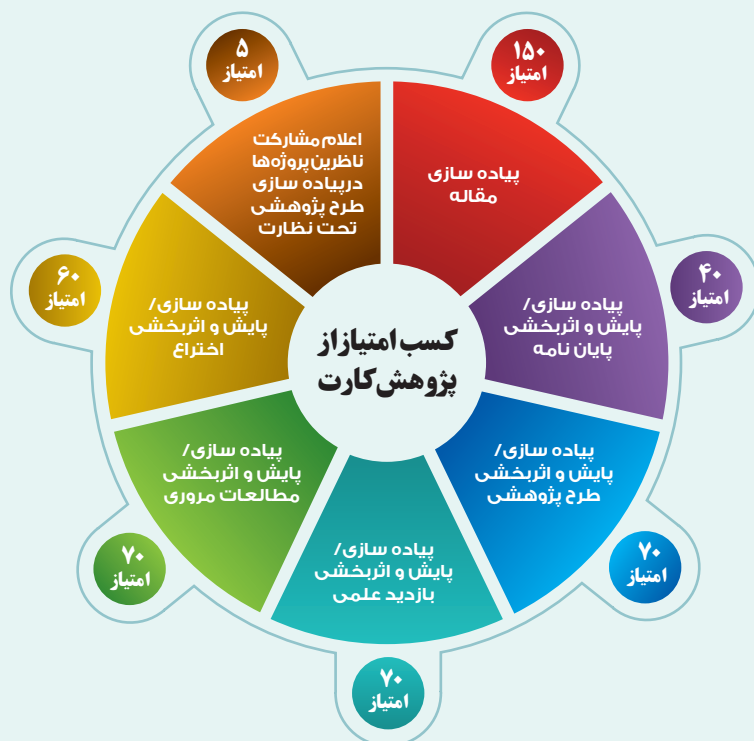 کسب امتیاز از
پژوهش کارت
۱۵۰
امتیاز
پیاده سازی
مقاله
۴۰
امتیاز
پیاده سازی/
پایش و اثربخشی
پایان نامه
۷۰
امتیاز
پیاده سازی/
پایش و اثربخشی
طرح پژوهشی
۷۰
امتیاز
پیاده سازی/
پایش و اثربخشی
بازدید علمی
۷۰
امتیاز
پیاده سازی/
پایش و اثربخشی
مطالعات مروری
۶۰
امتیاز
پیاده سازی/
پایش و اثربخشی
اختراع
۵
امتیاز
اعلام مشارکت
ناظرین پروژه‌ها
در پیاده سازی
طرح پژوهشی
تحت نظارت